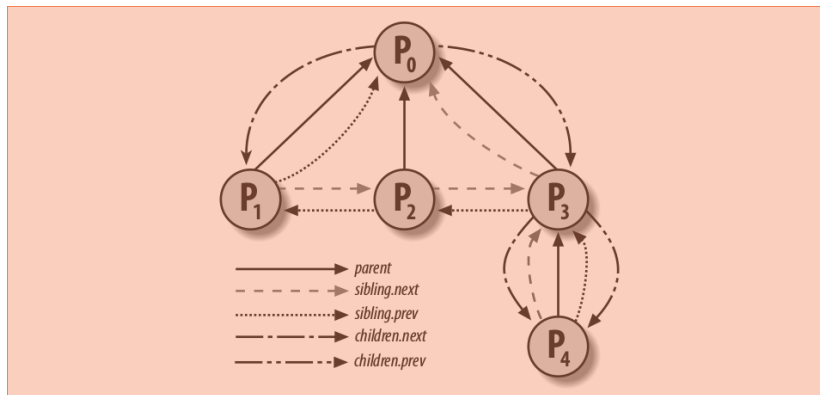 P0
P1
P2
P3
parent
sibling.next
sibling.prev
children.next
children.prev
P4